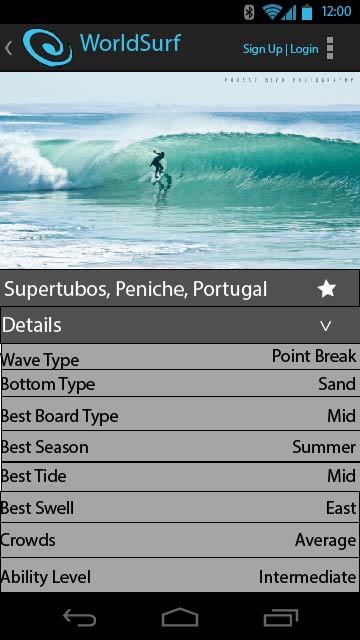 12:00
WorldSurf
Sign Up | Login
PHOTOGRAPHY
Supertubos, Peniche, Portugal
Details
Wave Type Point Break
Bottom Type Sand
Best Board Type Mid
Best Season Summer
Best Tide Mid
Best Swell East
Crowds Average
Ability Level Intermediate